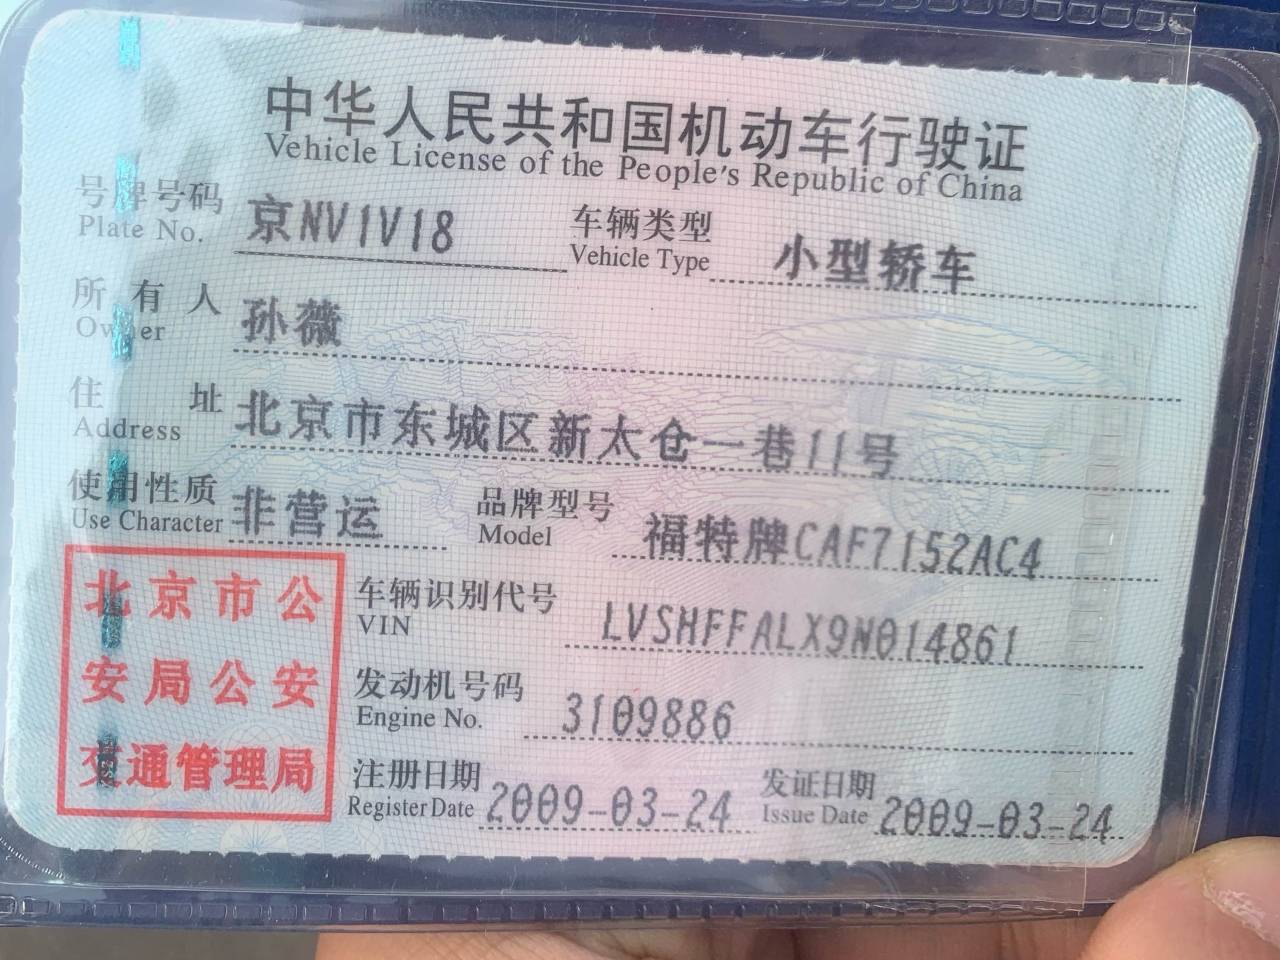 中华人民共和国机动车行驶证
Vehicle License of the People's Republic of China
号牌号码 京NV1V18 车辆类型 小型轿车
Plate No. Vehicle Type
所有人 孙薇
Owner
住址 北京市东城区新太仓一巷11号
Address
使用性质 非营运 品牌型号 福特牌CAF7152AC4
Use Character Model
北京市公
安局公安
交通管理局
车辆识别代号 LVSHFFALX9N014861
VIN
发动机号码 3109886
Engine No.
注册日期 2009-03-24 发证日期 2009-03-24
Register Date Issue Date